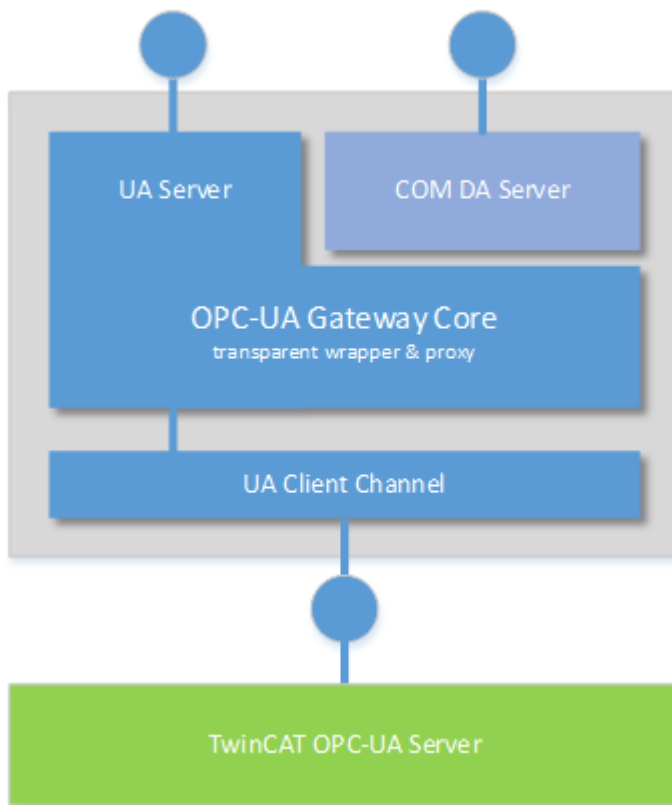 UA Server
COM DA Server
OPC-UA Gateway Core
transparent wrapper & proxy
UA Client Channel
TwinCAT OPC-UA Server